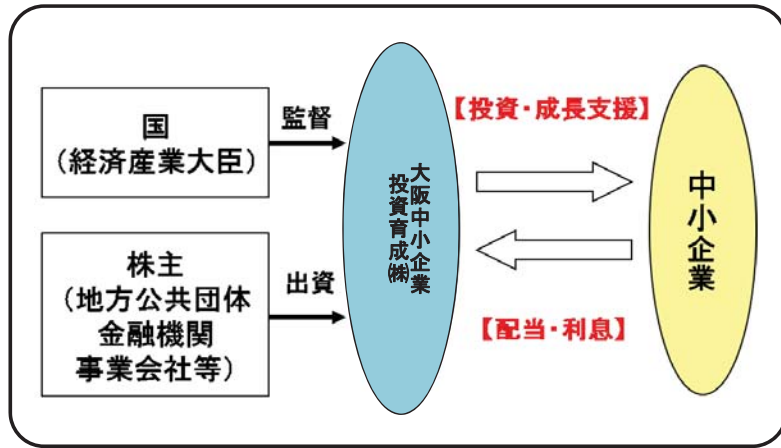 国
（経済産業大臣）
監督
株主
（地方公共団体
金融機関
事業会社等）
出資
大阪中小企業
投資育成㈱
【投資・成長支援】
【配当・利息】
中小企業